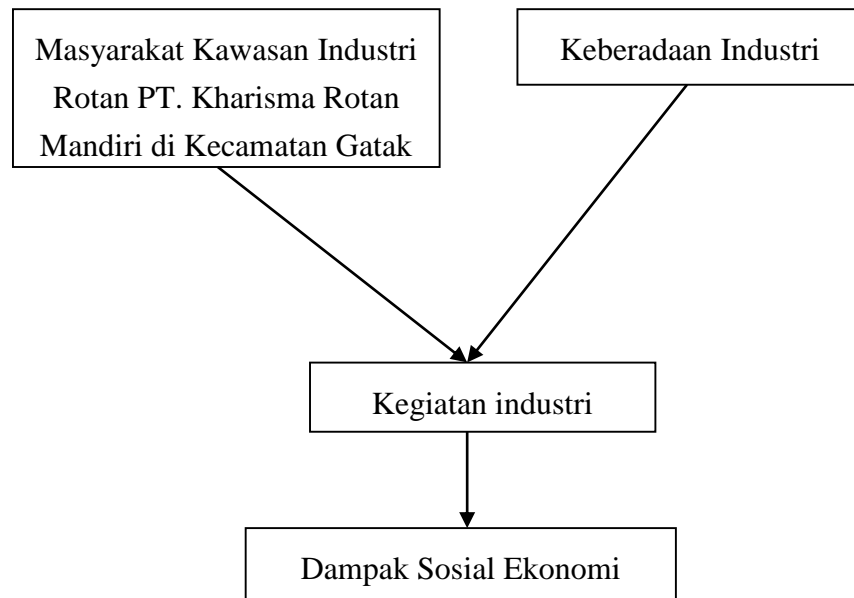 Masyarakat Kawasan Industri
Rotan PT. Kharisma Rotan
Mandiri di Kecamatan Gatak
Keberadaan Industri
Kegiatan industri
Dampak Sosial Ekonomi